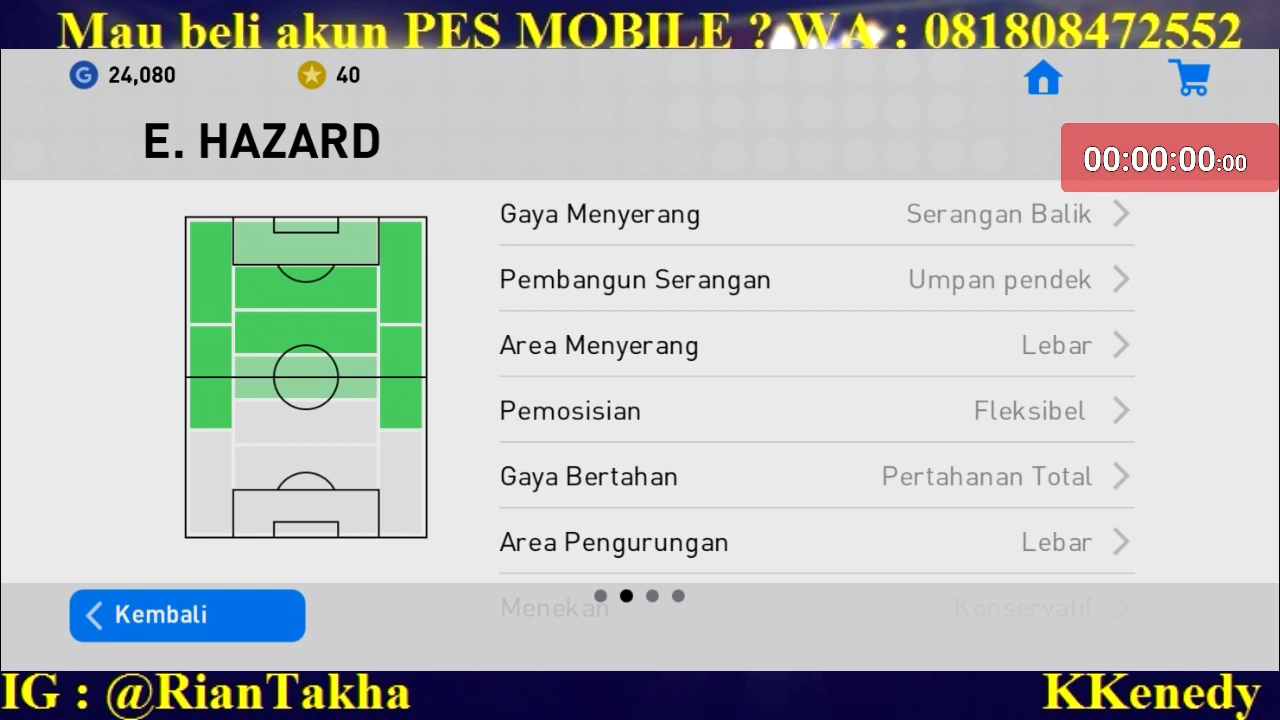 Mau beli akun PES MOBILE ? WA : 081808472552
G 24,080 40
E. HAZARD
00:00:00:00
Gaya Menyerang Serangan Balik
Pembangun Serangan Umpan pendek
Area Menyerang Lebar
Pemosisian Fleksibel
Gaya Bertahan Pertahanan Total
Area Pengurungan Lebar
Menekan Konservatif
Kembali
IG : @RianTakha KKenedy